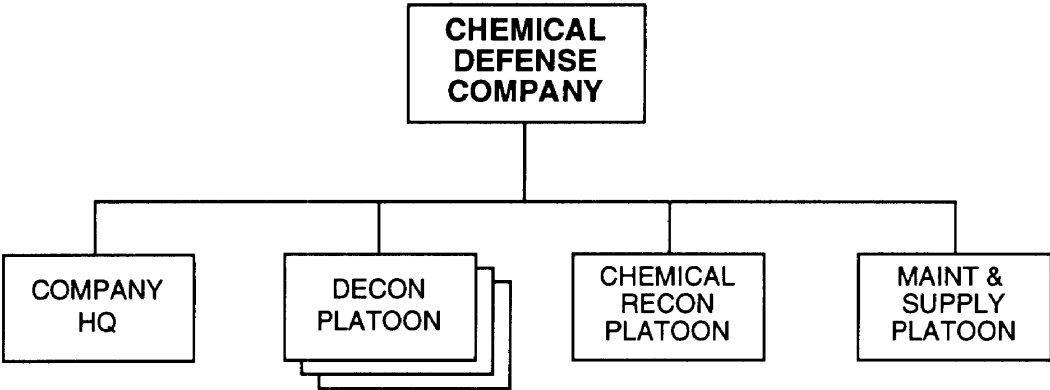 CHEMICAL
DEFENSE
COMPANY
COMPANY
HQ
DECON
PLATOON
CHEMICAL
RECON
PLATOON
MAINT &
SUPPLY
PLATOON